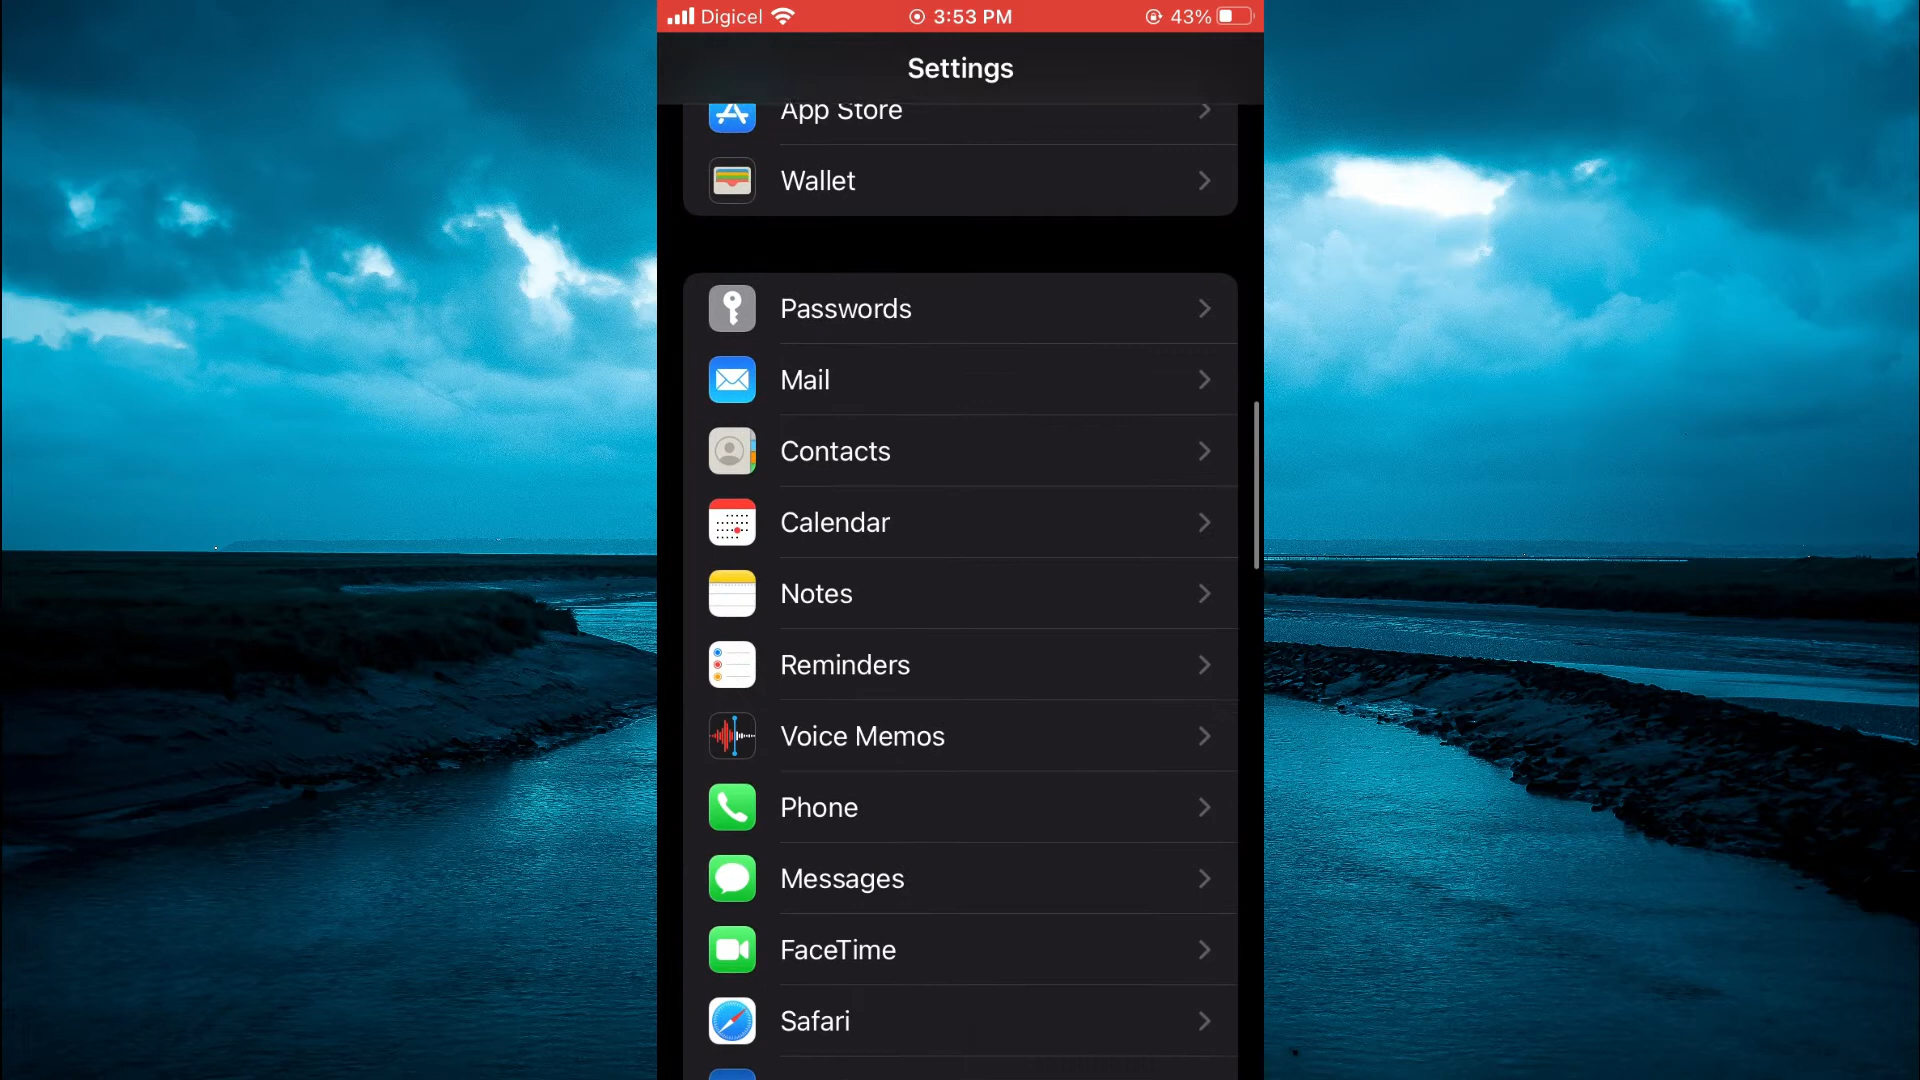 Digicel 3:53 PM 43%
Settings
App Store
Wallet
Passwords
Mail
Contacts
Calendar
Notes
Reminders
Voice Memos
Phone
Messages
FaceTime
Safari